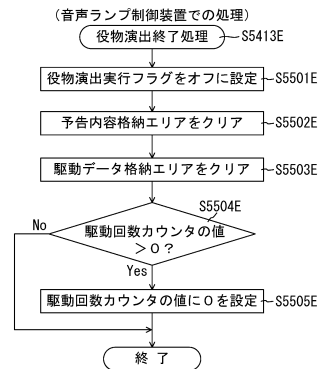 （音声ランプ制御装置での処理）
役物演出終了処理
S5413E
役物演出実行フラグをオフに設定
S5501E
予告内容格納エリアをクリア
S5502E
駆動データ格納エリアをクリア
S5503E
S5504E
駆動回数カウンタの値
＞０？
No
Yes
駆動回数カウンタの値に０を設定
S5505E
終了